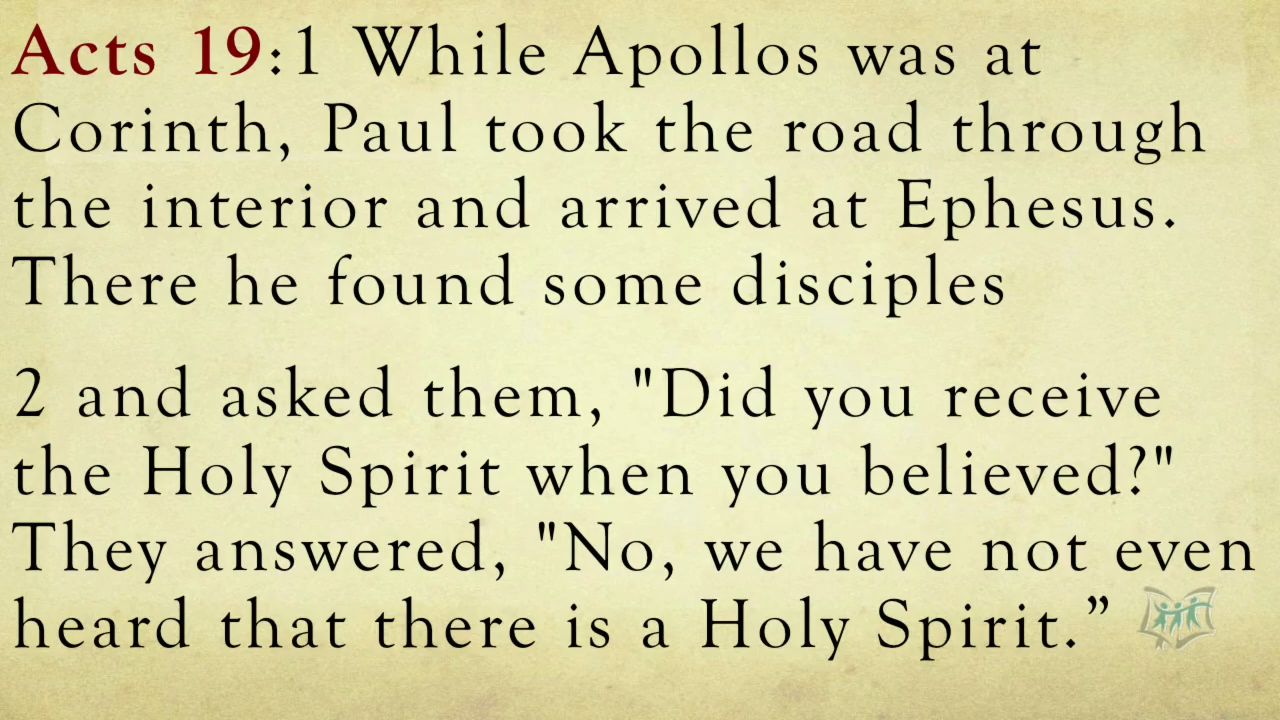 Acts 19:1 While Apollos was at
Corinth, Paul took the road through
the interior and arrived at Ephesus.
There he found some disciples
2 and asked them, "Did you receive
the Holy Spirit when you believed?"
They answered, "No, we have not even
heard that there is a Holy Spirit.”